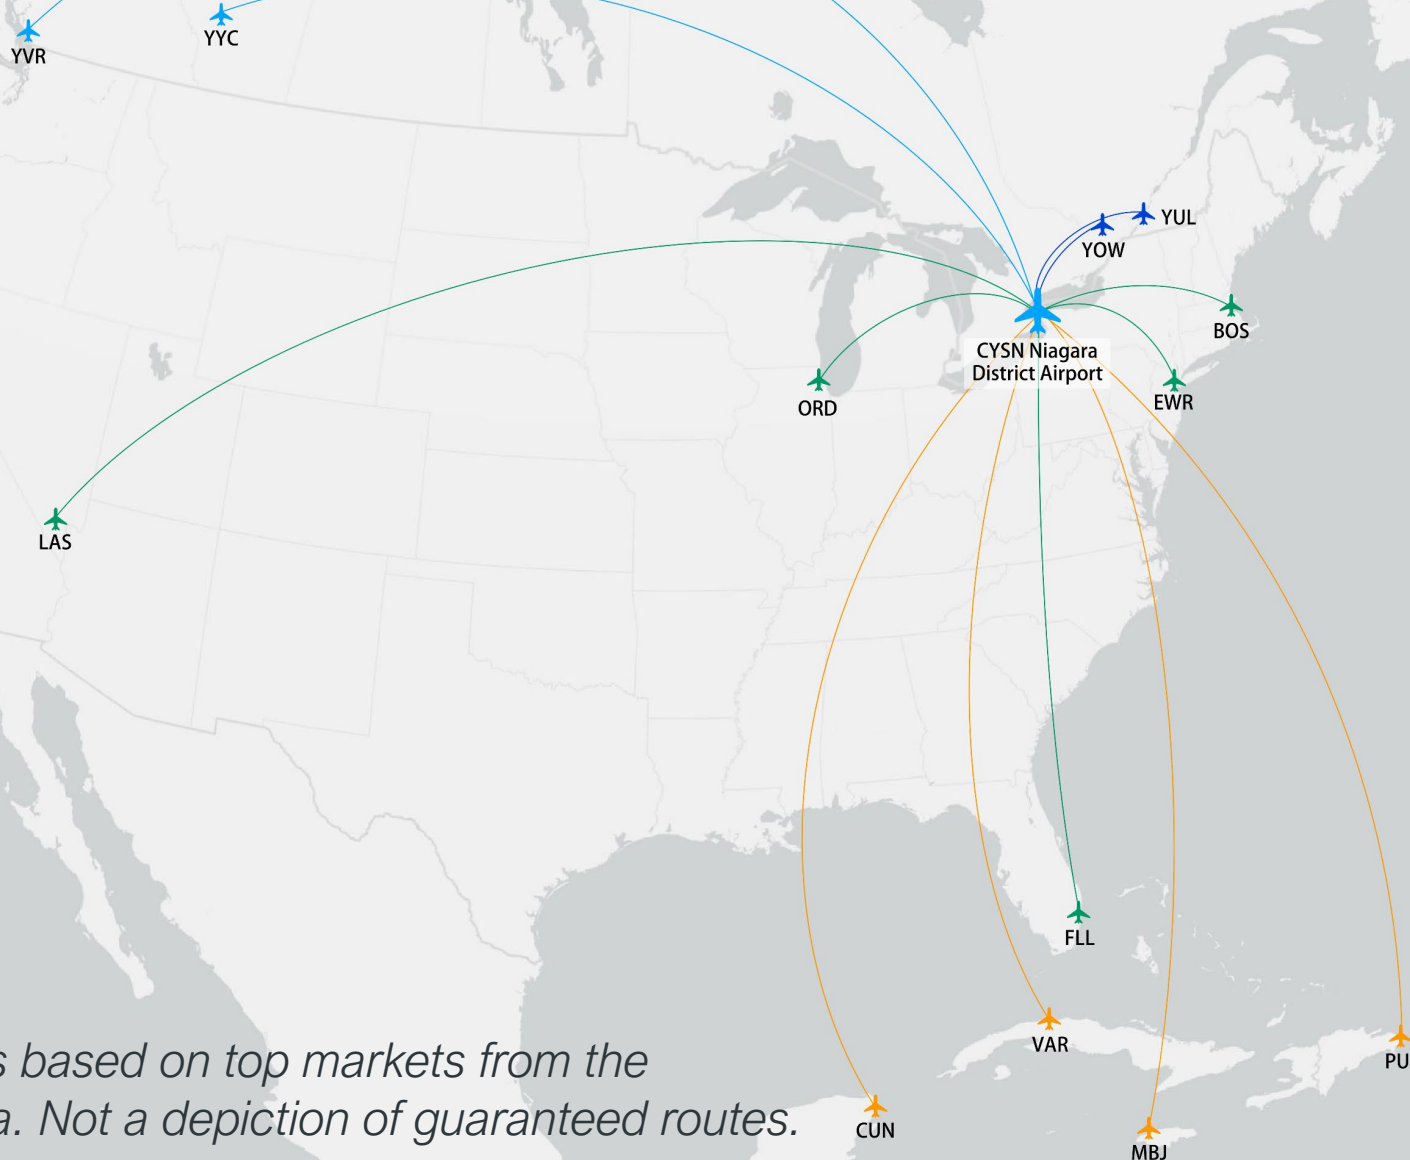 YYC
YVR
YUL
YOW
BOS
CYSN Niagara
District Airport
ORD
EWR
LAS
FLL
VAR
s based on top markets from the
PU
a. Not a depiction of guaranteed routes.
CUN
MBJ